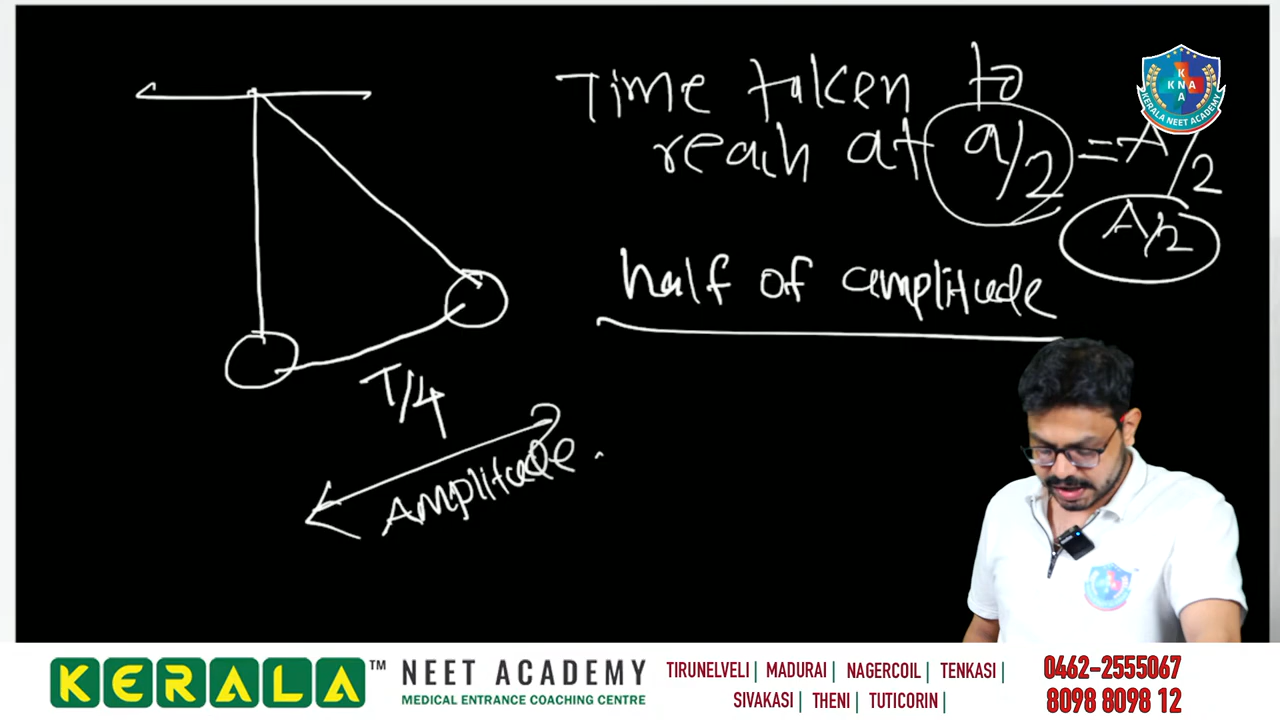 Time taken to
reach at a/2 = A/2
A/2
half of amplitude
T/4
Amplitude.
KNA
KERALA NEET ACADEMY
KERALA™ NEET ACADEMY
MEDICAL ENTRANCE COACHING CENTRE
TIRUNELVELI | MADURAI | NAGERCOIL | TENKASI |
SIVAKASI | THENI | TUTICORIN |
0462-2555067
8098 8098 12